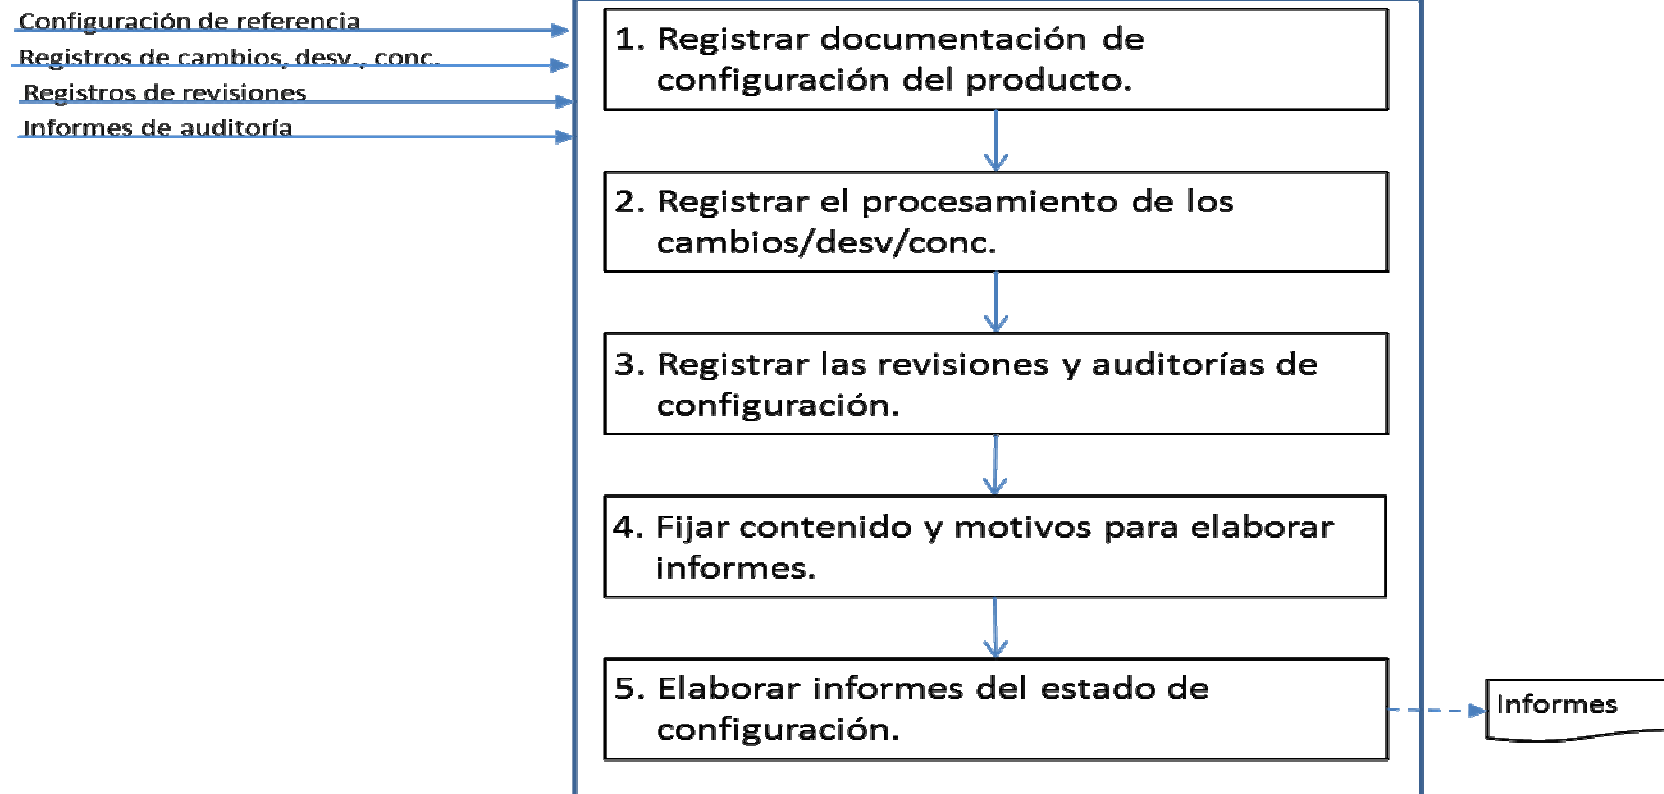 Configuración de referencia
Registros de cambios, desv., conc.
Registros de revisiones
Informes de auditoría
1. Registrar documentación de
configuración del producto.
2. Registrar el procesamiento de los
cambios/desv/conc.
3. Registrar las revisiones y auditorías de
configuración.
4. Fijar contenido y motivos para elaborar
informes.
5. Elaborar informes del estado de
configuración.
Informes